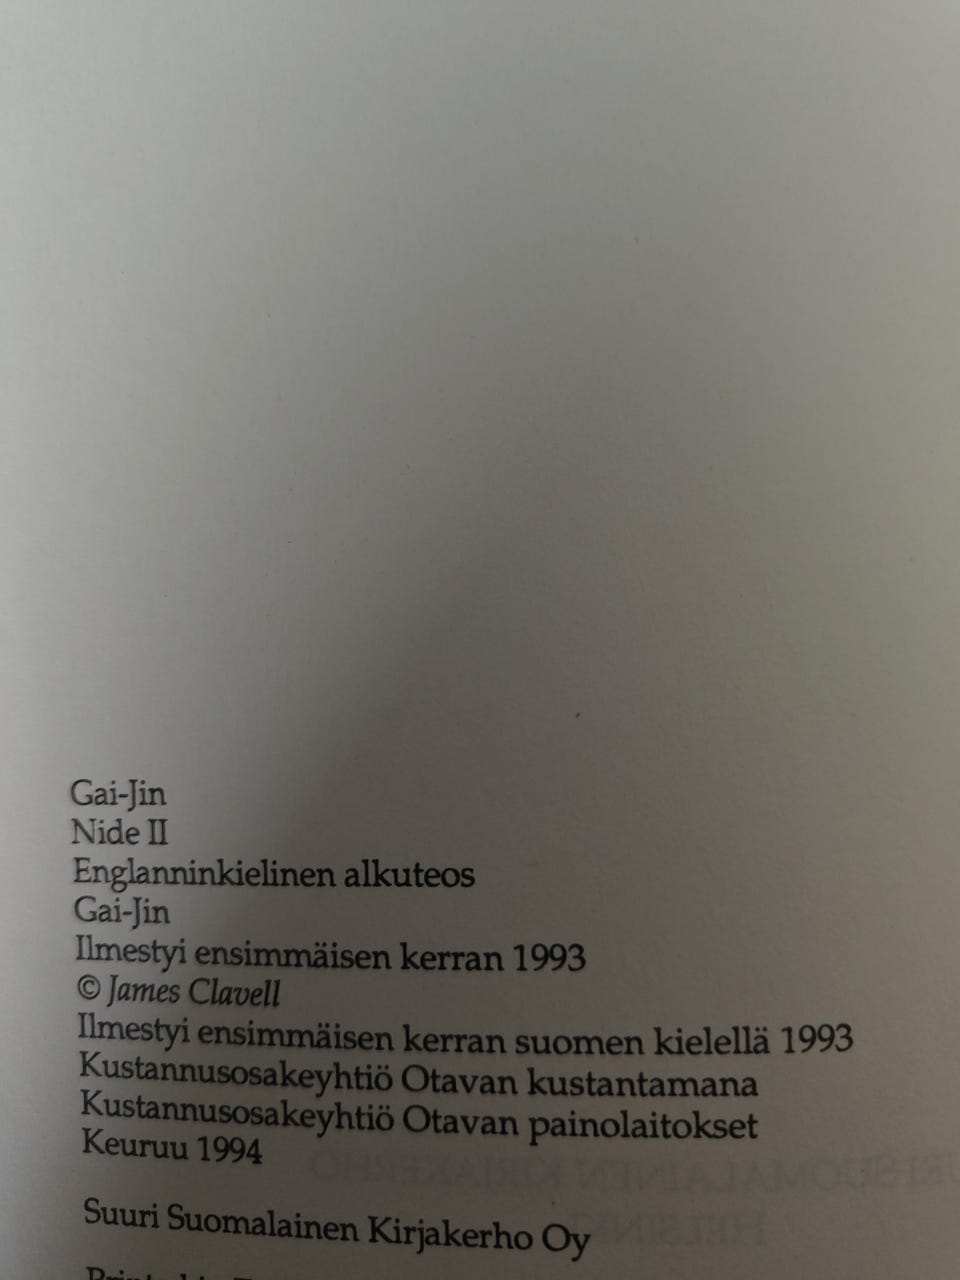 Gai-Jin
Nide II
Englanninkielinen alkuteos
Gai-Jin
Ilmestyi ensimmäisen kerran 1993
© James Clavell
Ilmestyi ensimmäisen kerran suomen kielellä 1993
Kustannusosakeyhtiö Otavan kustantamana
Kustannusosakeyhtiö Otavan painolaitokset
Keuruu 1994
Suuri Suomalainen Kirjakerho Oy